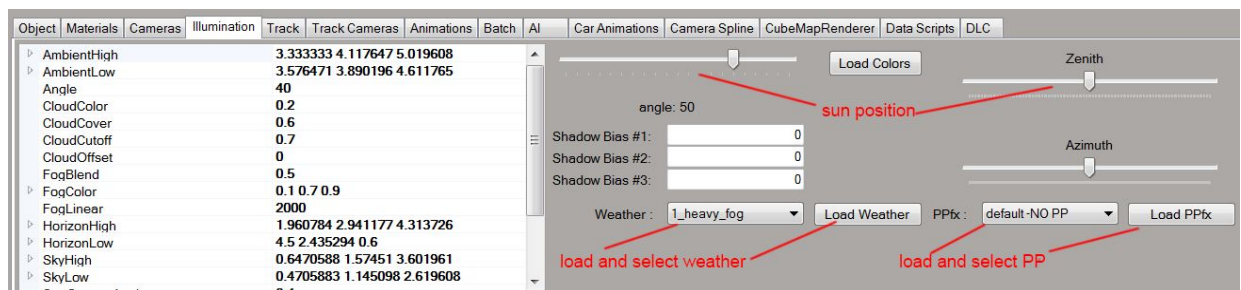 Object Materials Cameras Illumination Track Track Cameras Animations Batch AI Car Animations Camera Spline CubeMapRenderer Data Scripts DLC
AmbientHigh 3.333333 4.117647 5.019608
AmbientLow 3.576471 3.890196 4.611765
Angle 40
CloudColor 0.2
CloudCover 0.6
CloudCutoff 0.7
CloudOffset 0
FogBlend 0.5
FogColor 0.1 0.7 0.9
FogLinear 2000
HorizonHigh 1.960784 2.941177 4.313726
HorizonLow 4.5 2.435294 0.6
SkyHigh 0.6470588 1.57451 3.601961
SkyLow 0.4705883 1.145098 2.619608
Load Colors
Zenith
sun position
angle: 50
Shadow Bias #1: 0
Shadow Bias #2: 0
Shadow Bias #3: 0
Azimuth
Weather : 1_heavy_fog Load Weather PPfx : default -NO PP Load PPfx
load and select weather
load and select PP